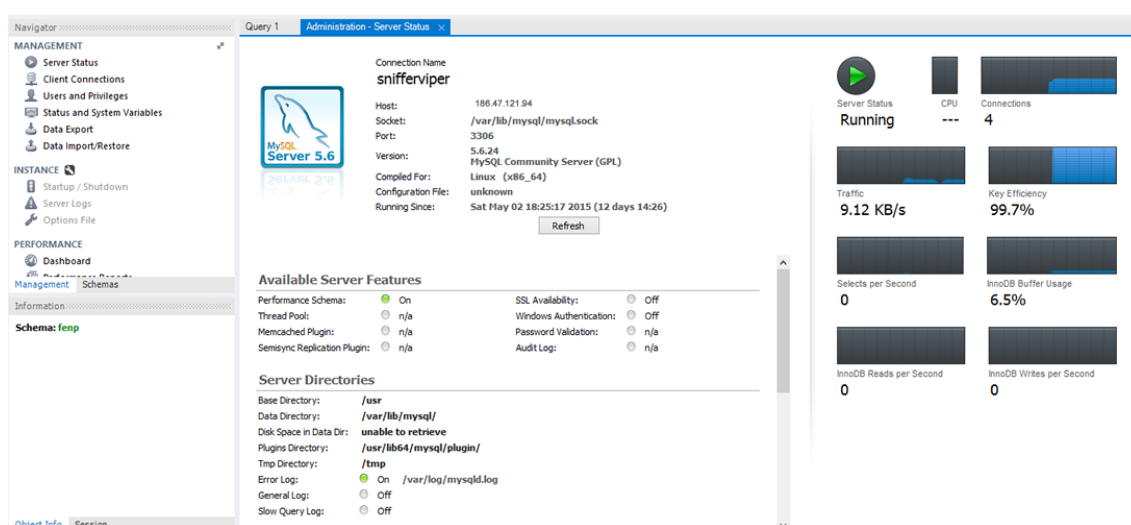 Navigator
MANAGEMENT
Server Status
Client Connections
Users and Privileges
Status and System Variables
Data Export
Data Import/Restore
INSTANCE
Startup / Shutdown
Server Logs
Options File
PERFORMANCE
Dashboard
Performance Reports
Management Schemas
Information
Schema: fenp
Object Info Session
Query 1 Administration - Server Status
MySQL
Server 5.6
Connection Name
snifferviper
Host: 186.47.121.94
Socket: /var/lib/mysql/mysql.sock
Port: 3306
Version: 5.6.24
MySQL Community Server (GPL)
Compiled For: Linux (x86_64)
Configuration File: unknown
Running Since: Sat May 02 18:25:17 2015 (12 days 14:26)
Refresh
Available Server Features
Performance Schema: On SSL Availability: Off
Thread Pool: n/a Windows Authentication: Off
Memcached Plugin: n/a Password Validation: n/a
Semisync Replication Plugin: n/a Audit Log: n/a
Server Directories
Base Directory: /usr
Data Directory: /var/lib/mysql/
Disk Space in Data Dir: unable to retrieve
Plugins Directory: /usr/lib64/mysql/plugin/
Tmp Directory: /tmp
Error Log: On /var/log/mysqld.log
General Log: Off
Slow Query Log: Off
Server Status CPU Connections
Running --- 4
Traffic Key Efficiency
9.12 KB/s 99.7%
Selects per Second InnoDB Buffer Usage
0 6.5%
InnoDB Reads per Second InnoDB Writes per Second
0 0